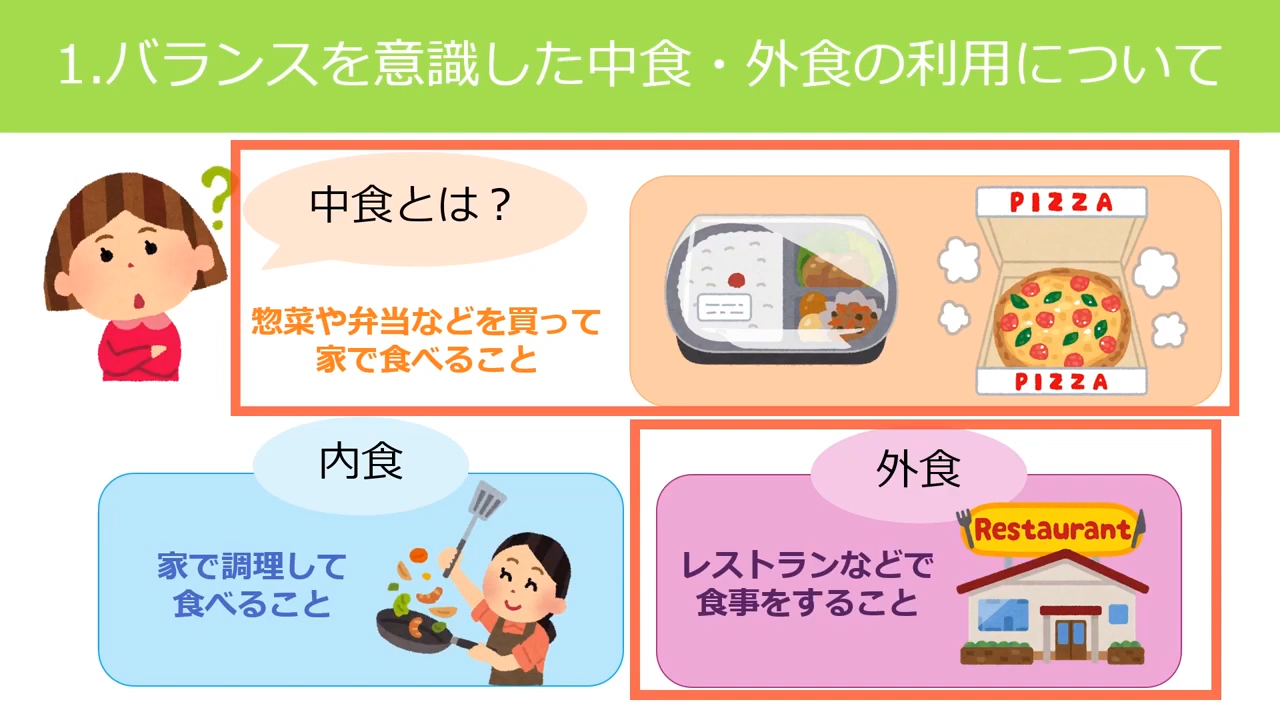 1.バランスを意識した中食・外食の利用について
中食とは？
惣菜や弁当などを買って
家で食べること
PIZZA
PIZZA
内食
家で調理して
食べること
外食
レストランなどで
食事をすること
Restaurant